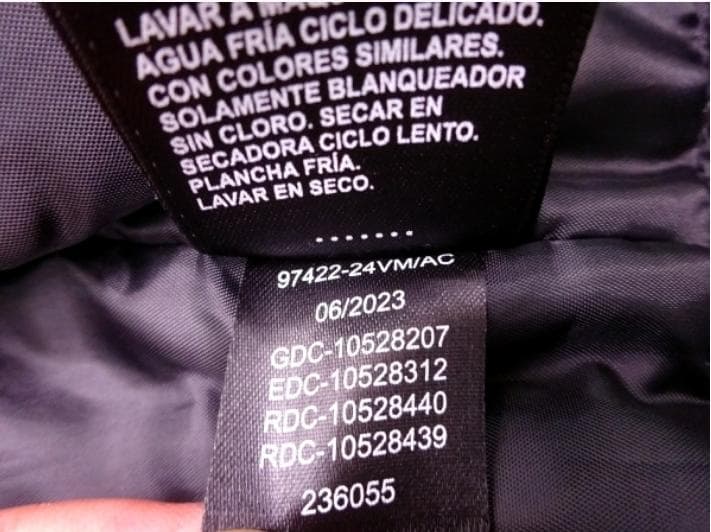 LAVAR A
AGUA FRÍA CICLO DELICADO.
CON COLORES SIMILARES.
SOLAMENTE BLANQUEADOR
SIN CLORO. SECAR EN
SECADORA CICLO LENTO.
PLANCHA FRÍA.
LAVAR EN SECO.
97422-24VM/AC
06/2023
GDC-10528207
EDC-10528312
RDC-10528440
RDC-10528439
236055